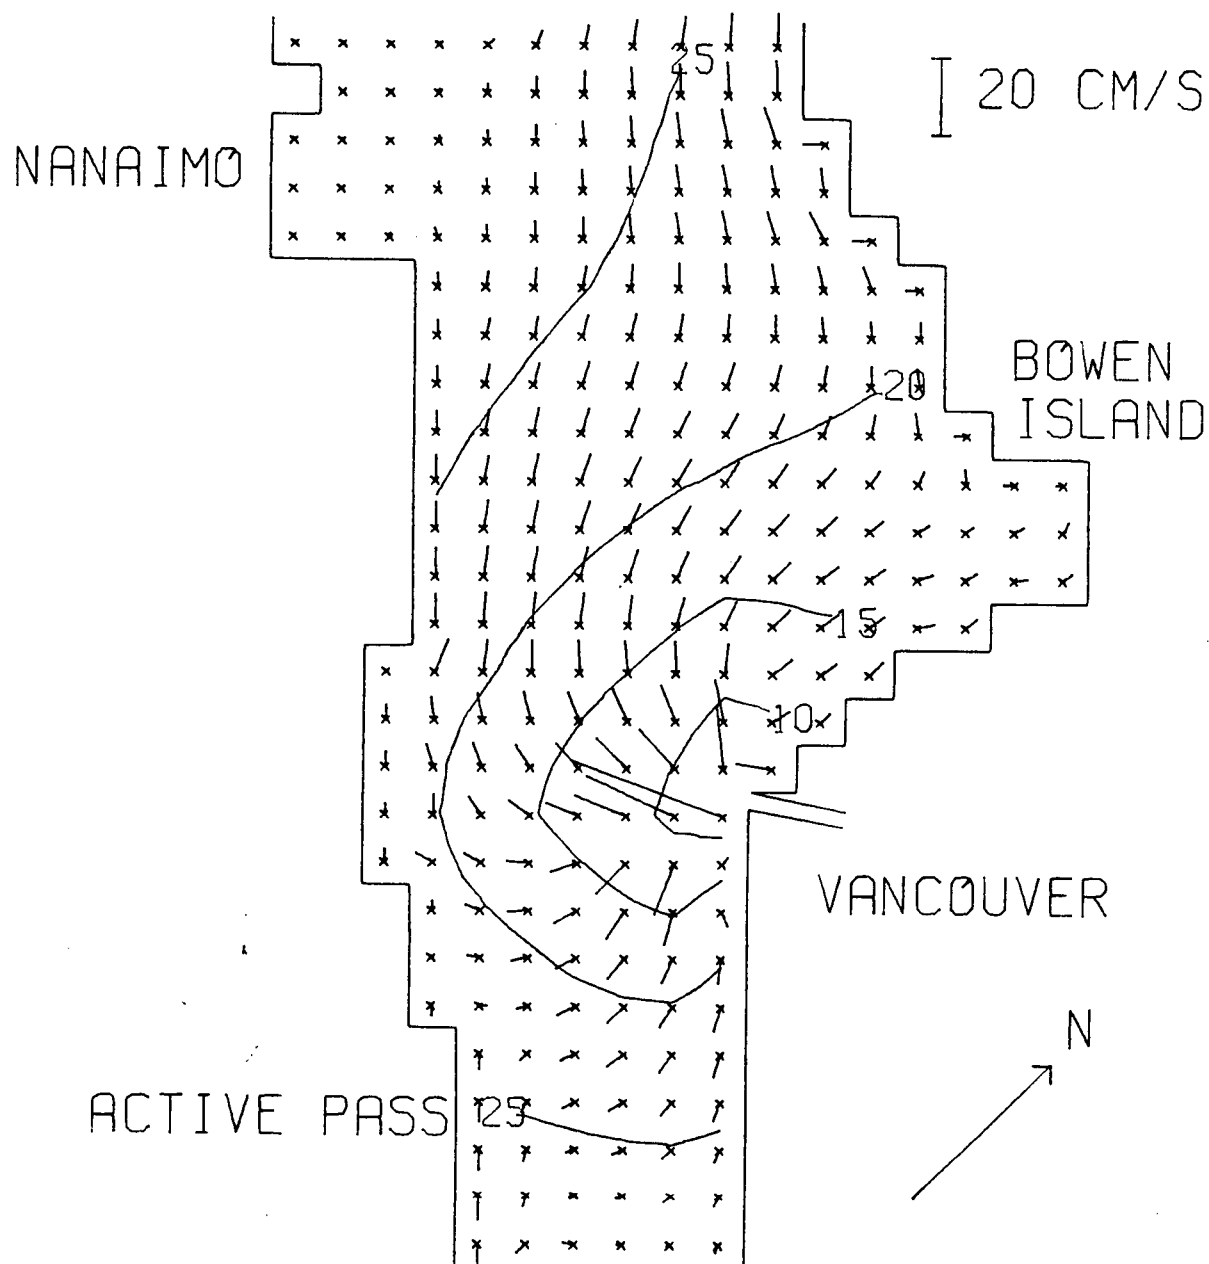 25
20 CM/S
NANAIMO
BOWEN
ISLAND
20
15
10
VANCOUVER
N
ACTIVE PASS
25